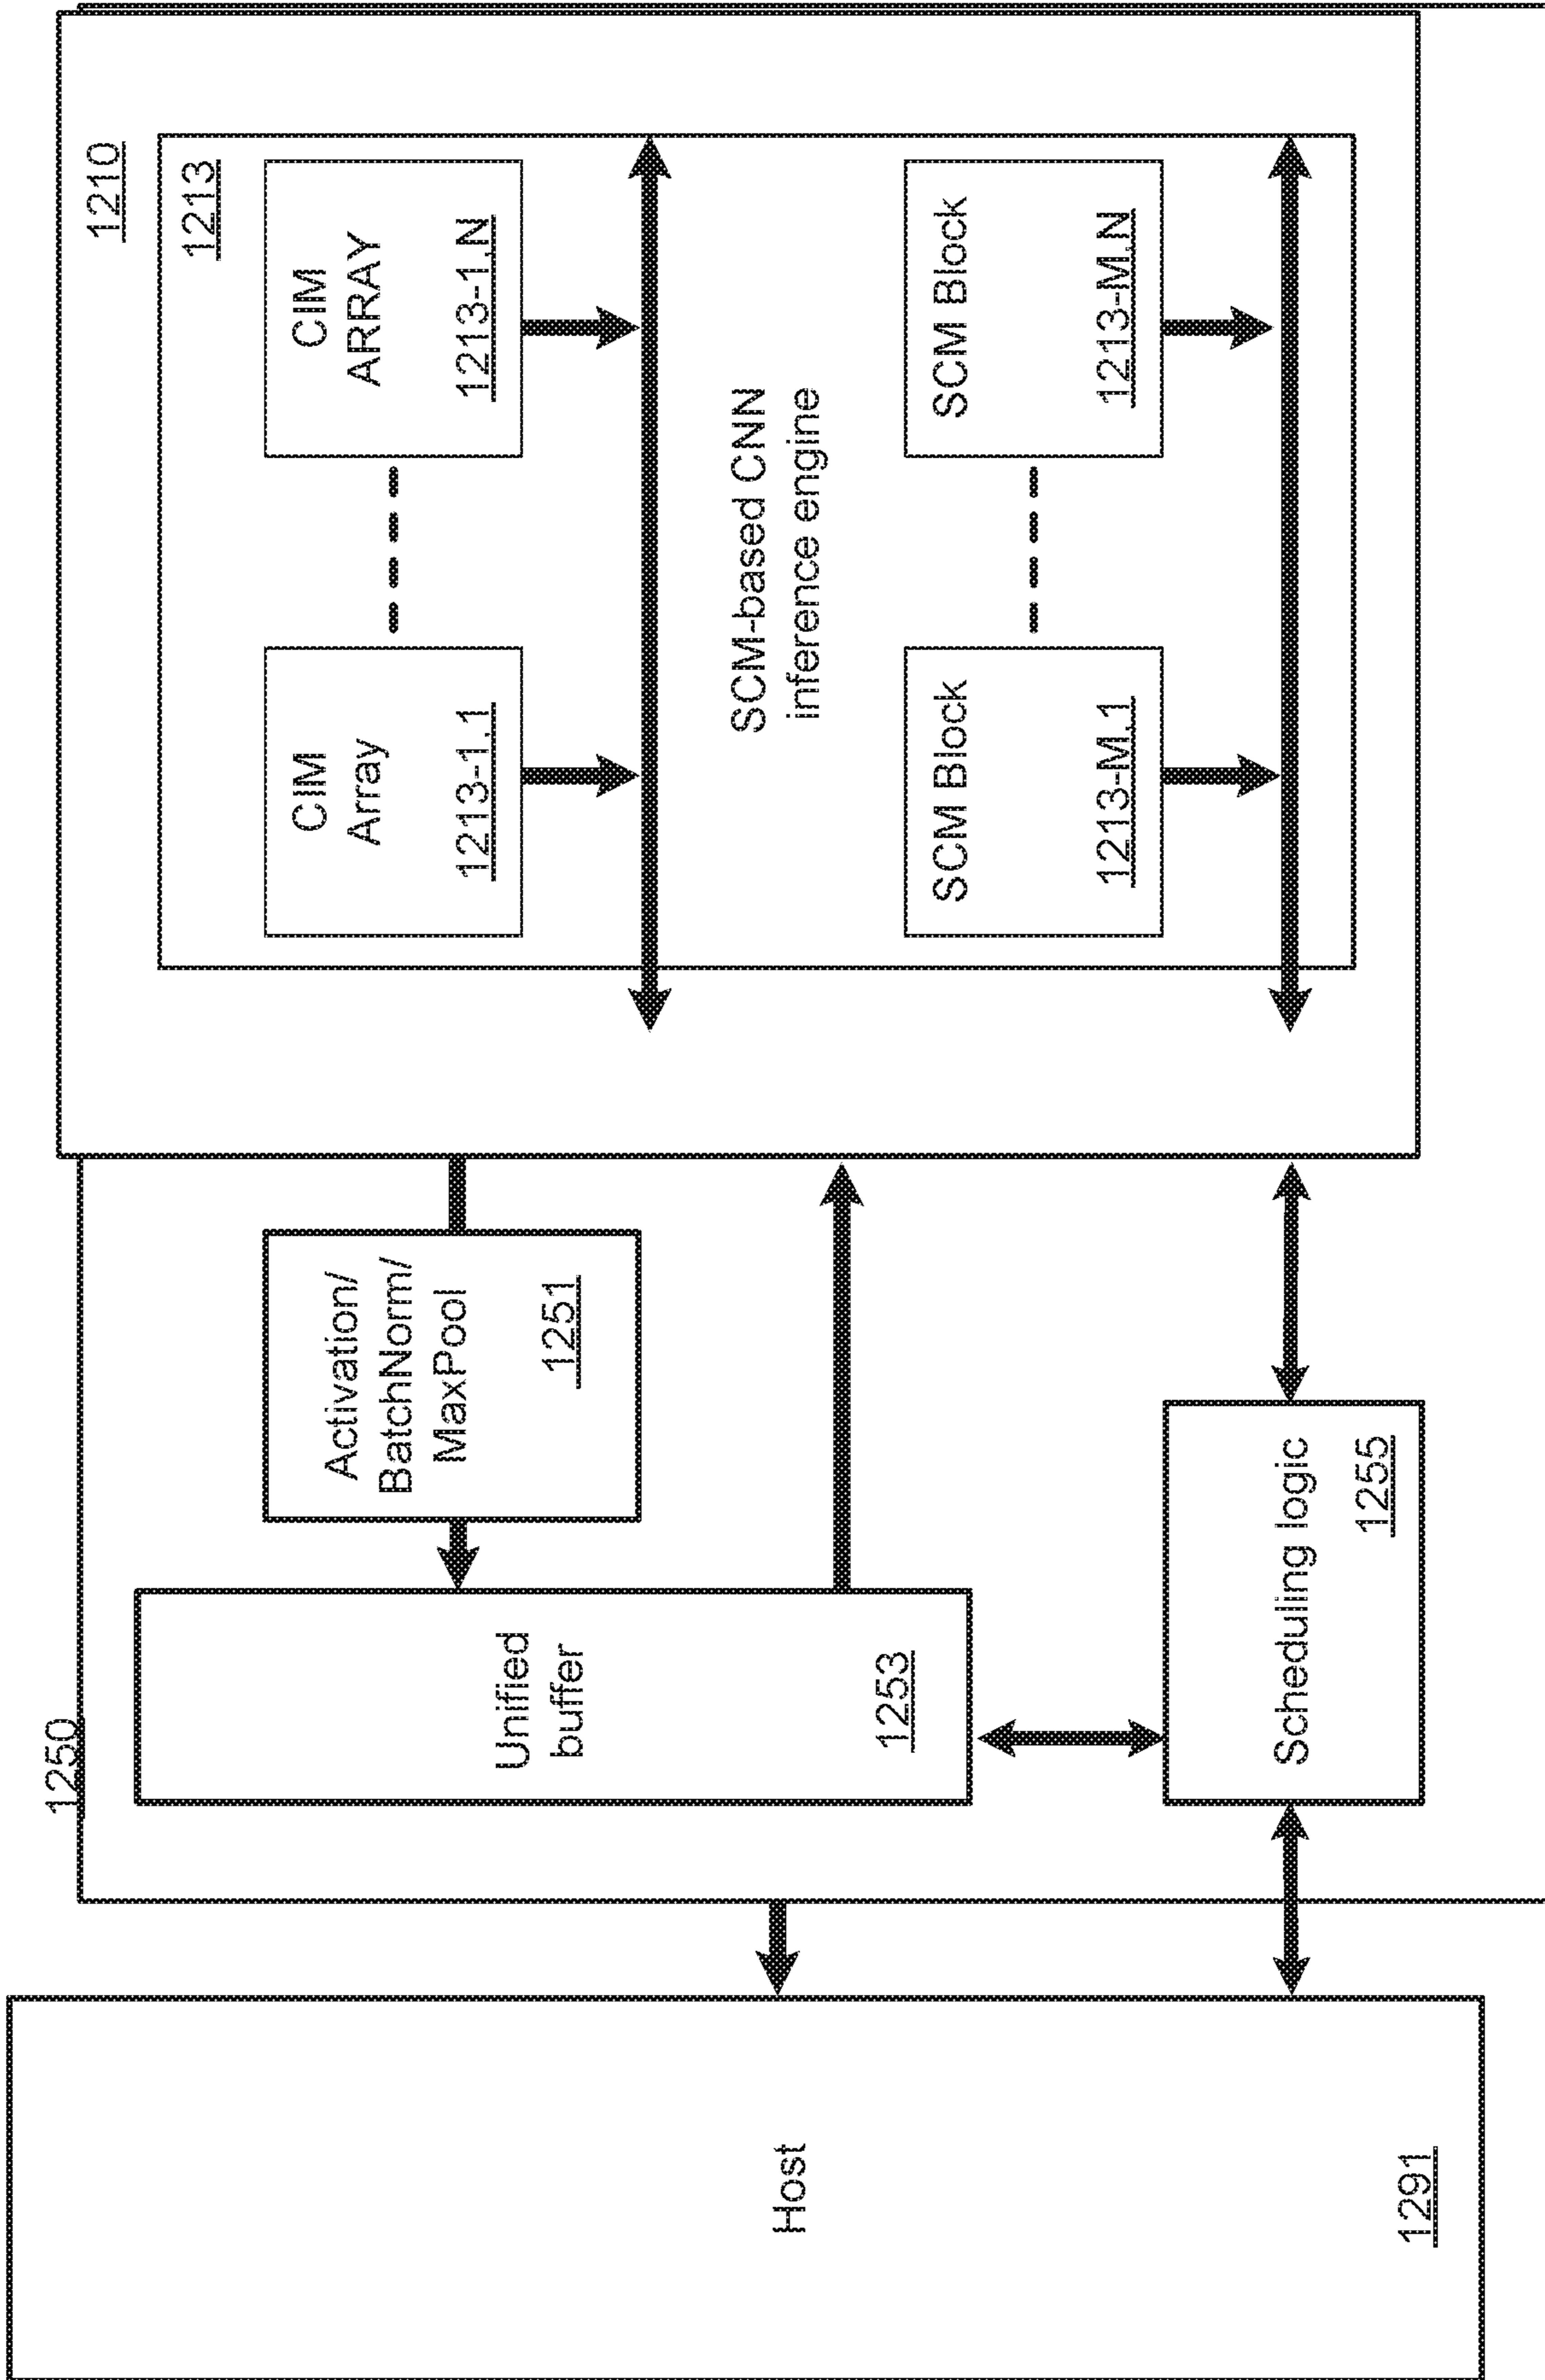 Host
1291
1250
Unified
buffer
1253
Activation/
BatchNorm/
MaxPool
1251
Scheduling logic
1255
1210
1213
CIM
Array
1213-1,1
CIM
ARRAY
1213-1,N
SCM-based CNN
inference engine
SCM Block
1213-M,1
SCM Block
1213-M,N